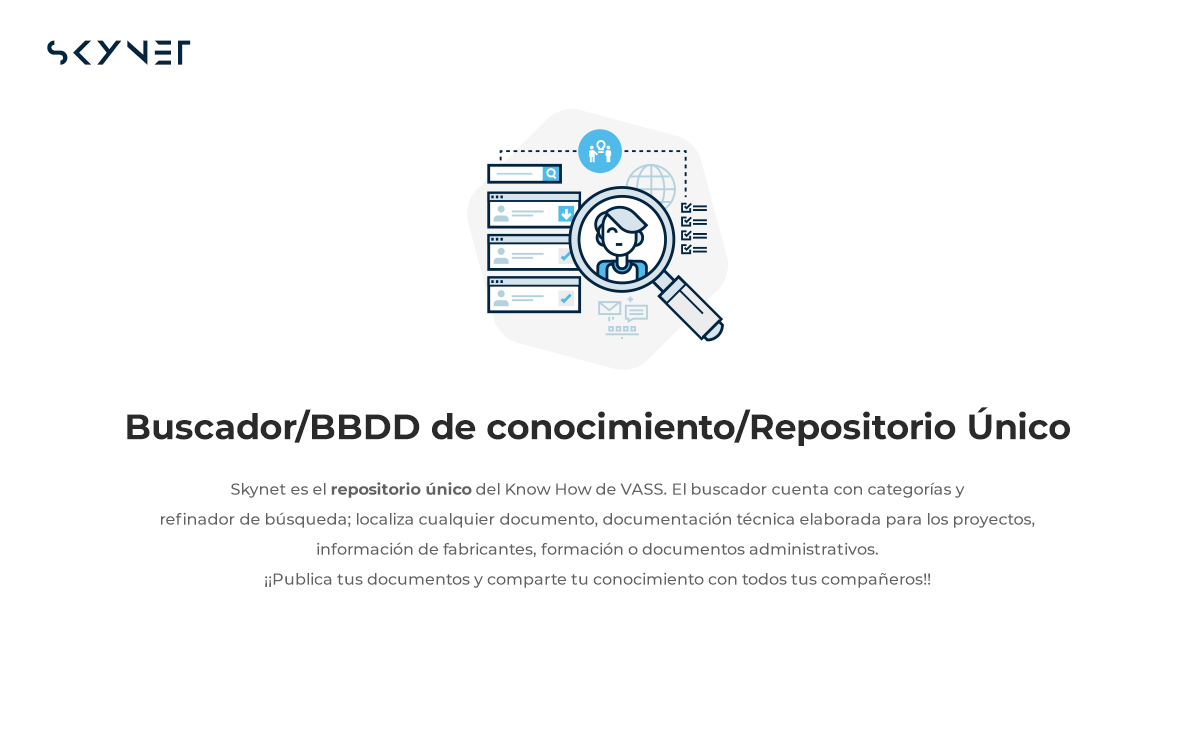 SKYNET
Buscador/BBDD de conocimiento/Repositorio Único
Skynet es el repositorio único del Know How de VASS. El buscador cuenta con categorías y
refinador de búsqueda; localiza cualquier documento, documentación técnica elaborada para los proyectos,
información de fabricantes, formación o documentos administrativos.
¡¡Publica tus documentos y comparte tu conocimiento con todos tus compañeros!!